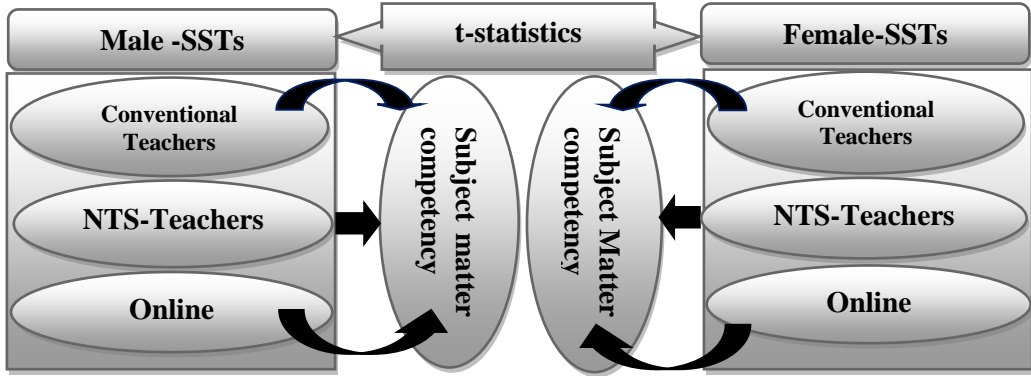 Male -SSTs
t-statistics
Female-SSTs
Conventional
Teachers
NTS-Teachers
Online
Subject matter
competency
Subject Matter
competency
Conventional
Teachers
NTS-Teachers
Online